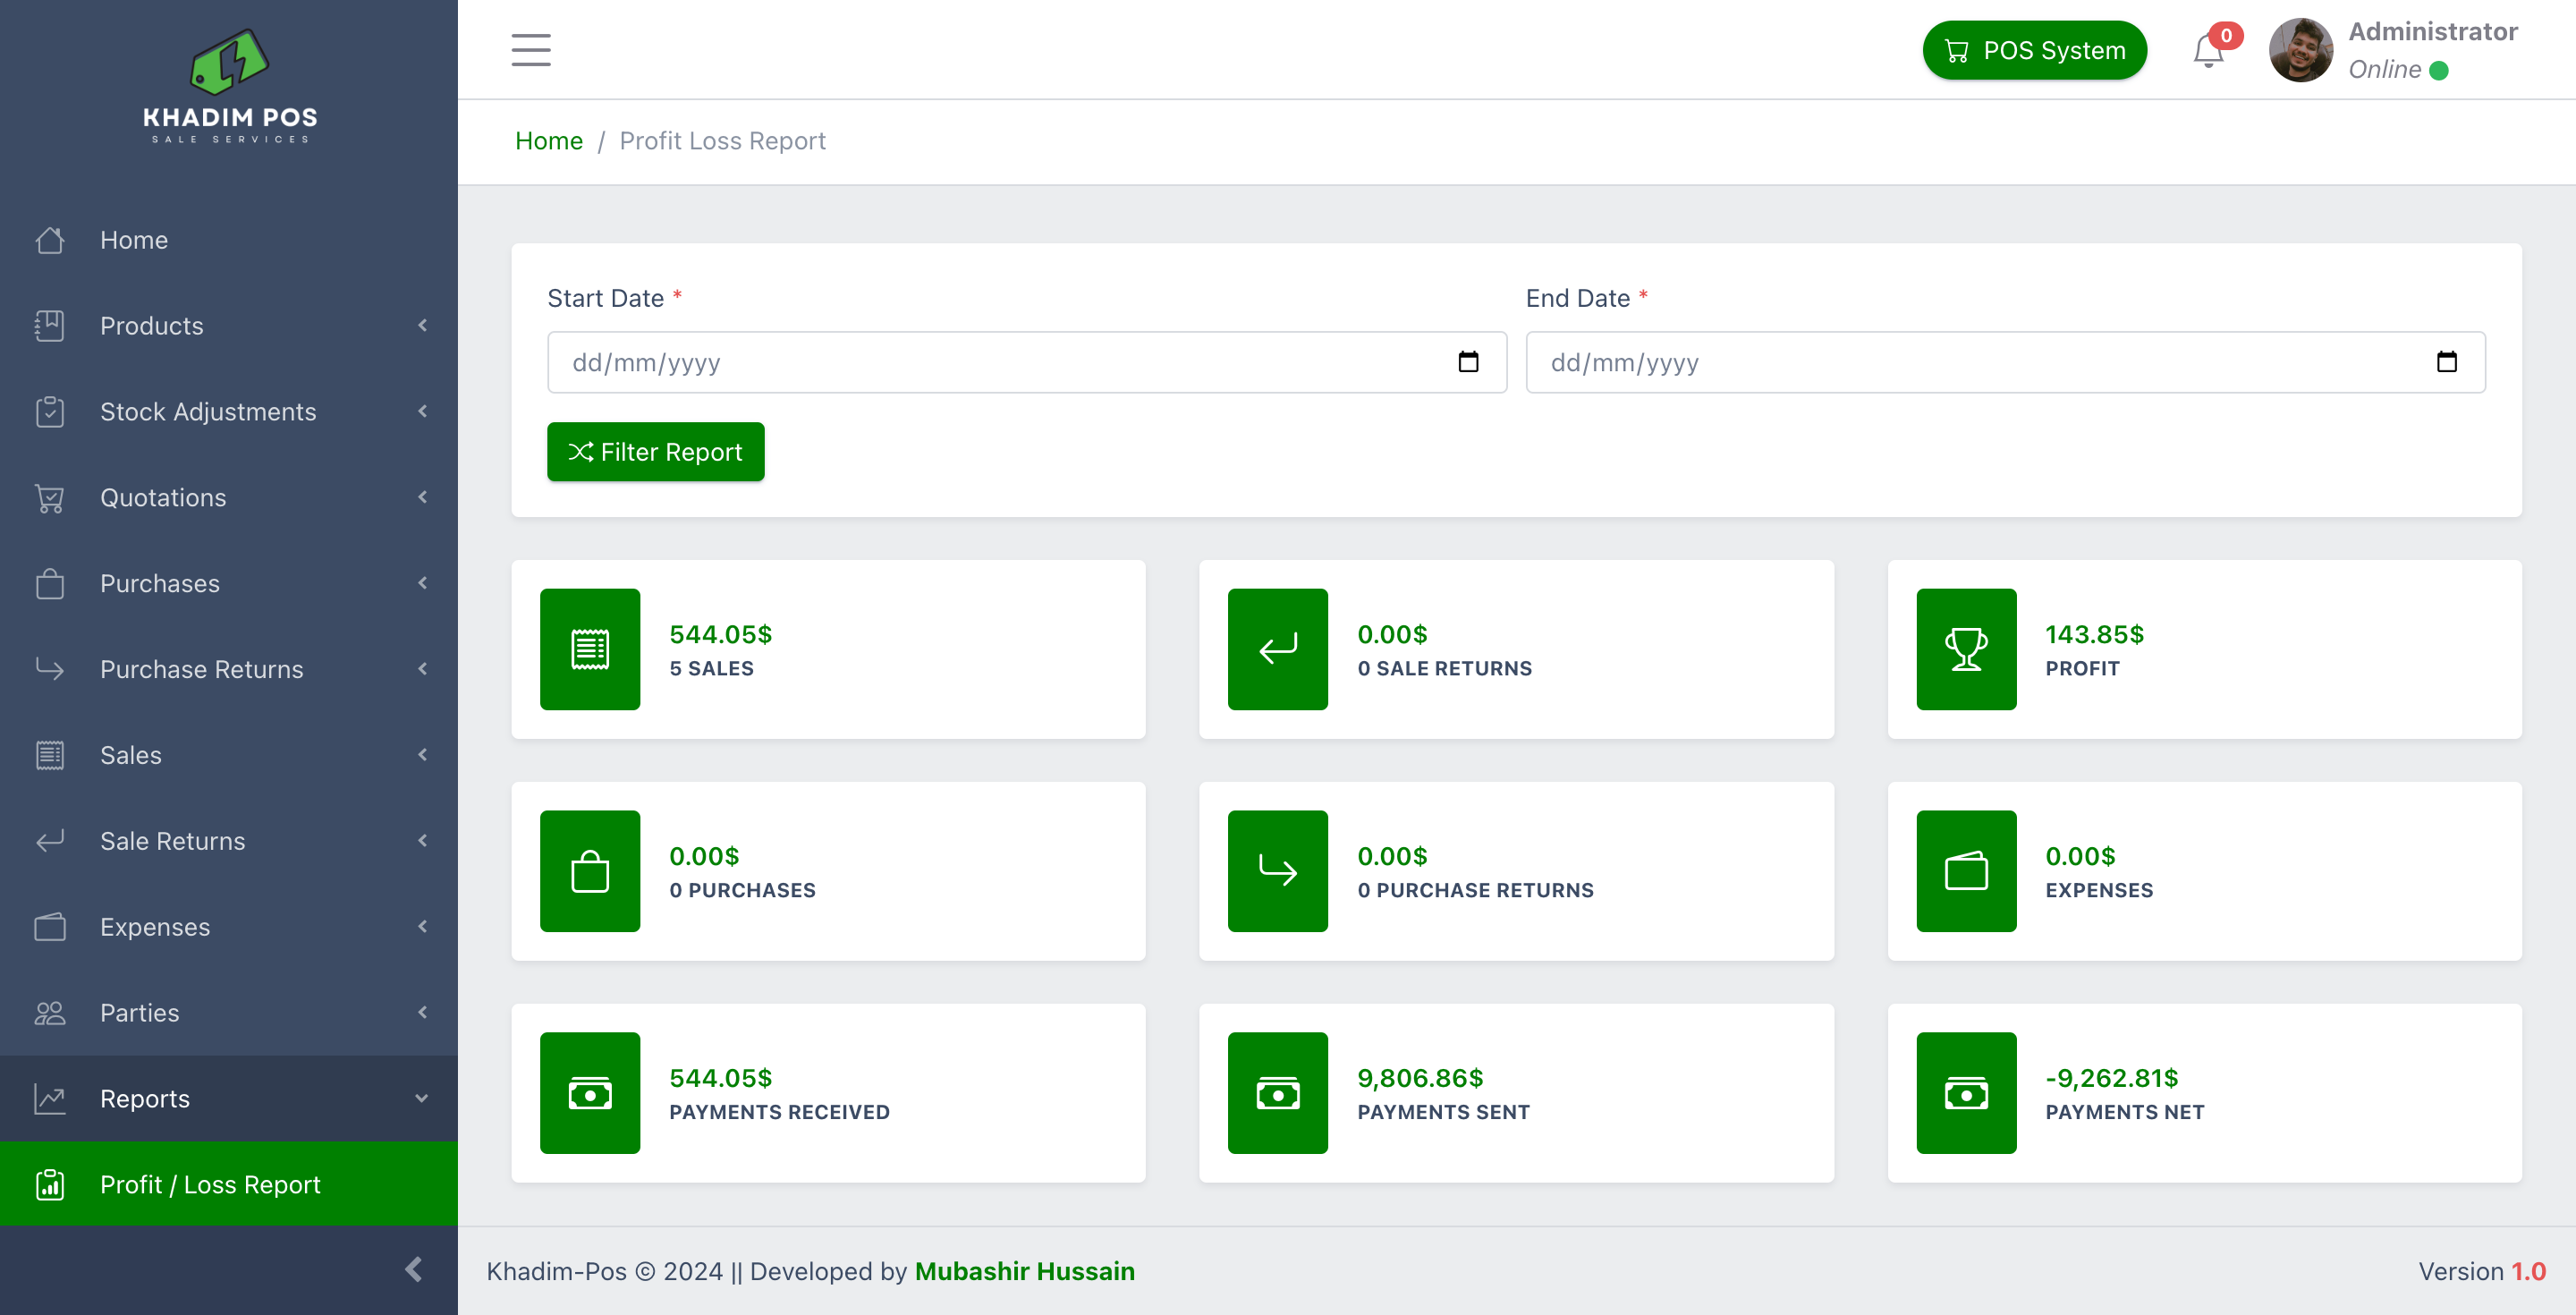 KHADIM POS
SALE SERVICES
Home
Products
Stock Adjustments
Quotations
Purchases
Purchase Returns
Sales
Sale Returns
Expenses
Parties
Reports
Profit / Loss Report
POS System
0
Administrator
Online
Home / Profit Loss Report
Start Date *
End Date *
dd/mm/yyyy
dd/mm/yyyy
Filter Report
544.05$
5 SALES
0.00$
0 SALE RETURNS
143.85$
PROFIT
0.00$
0 PURCHASES
0.00$
0 PURCHASE RETURNS
0.00$
EXPENSES
544.05$
PAYMENTS RECEIVED
9,806.86$
PAYMENTS SENT
-9,262.81$
PAYMENTS NET
Khadim-Pos © 2024 || Developed by Mubashir Hussain
Version 1.0